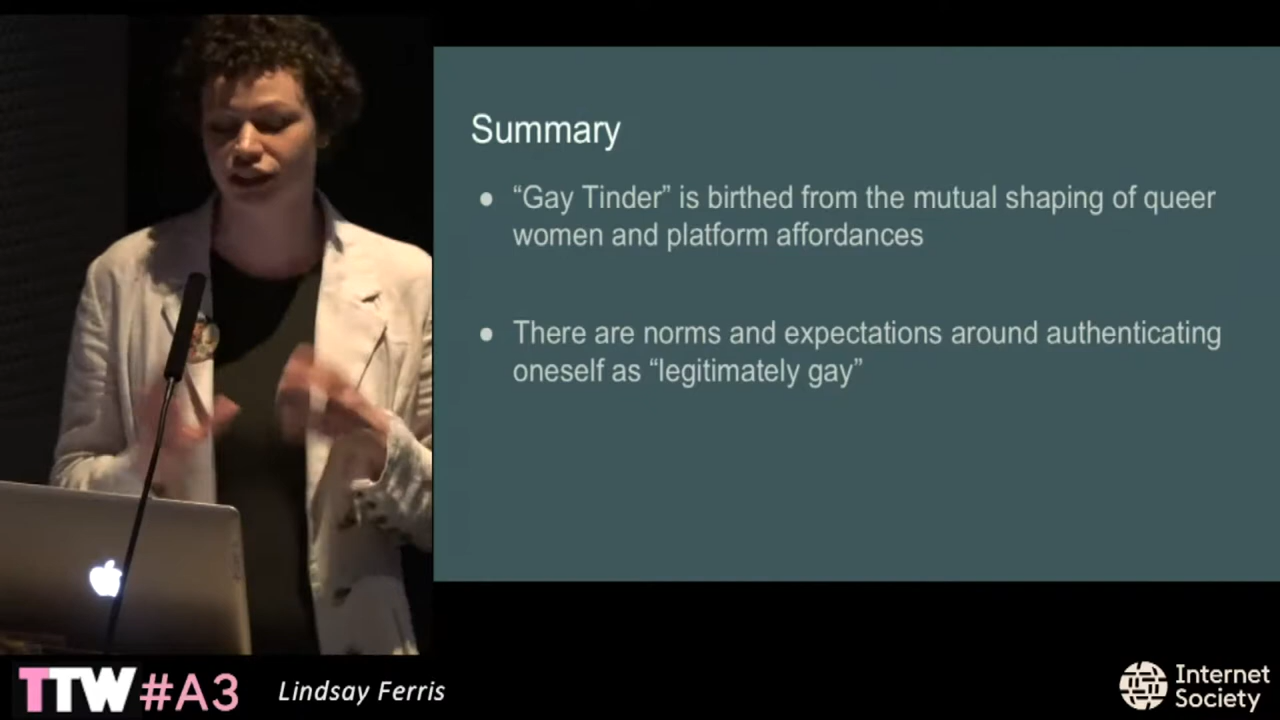 Summary
● “Gay Tinder” is birthed from the mutual shaping of queer
women and platform affordances
● There are norms and expectations around authenticating
oneself as “legitimately gay”
TTW #A3
Lindsay Ferris
Internet
Society